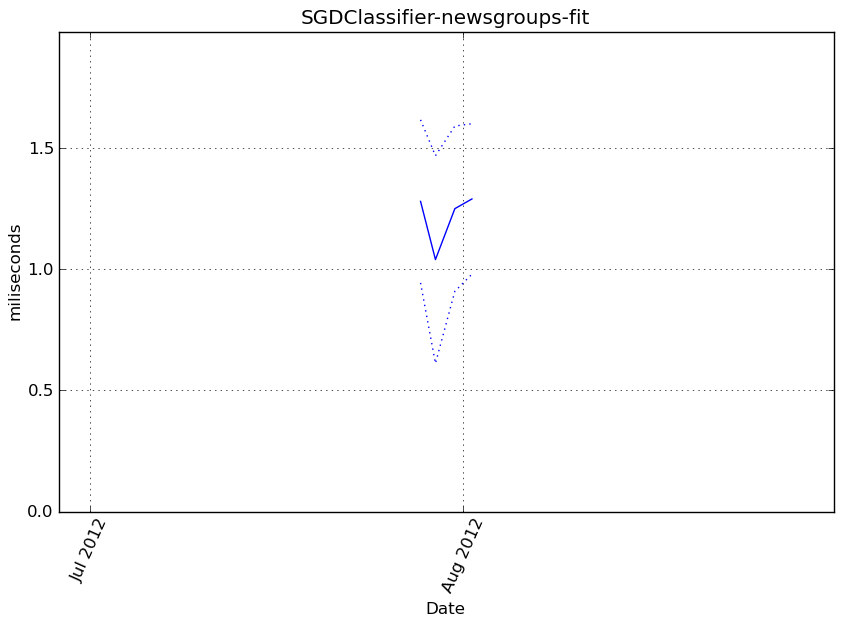 SGDClassifier-newsgroups-fit
1.5
1.0
0.5
0.0
miliseconds
Jul 2012
Aug 2012
Date